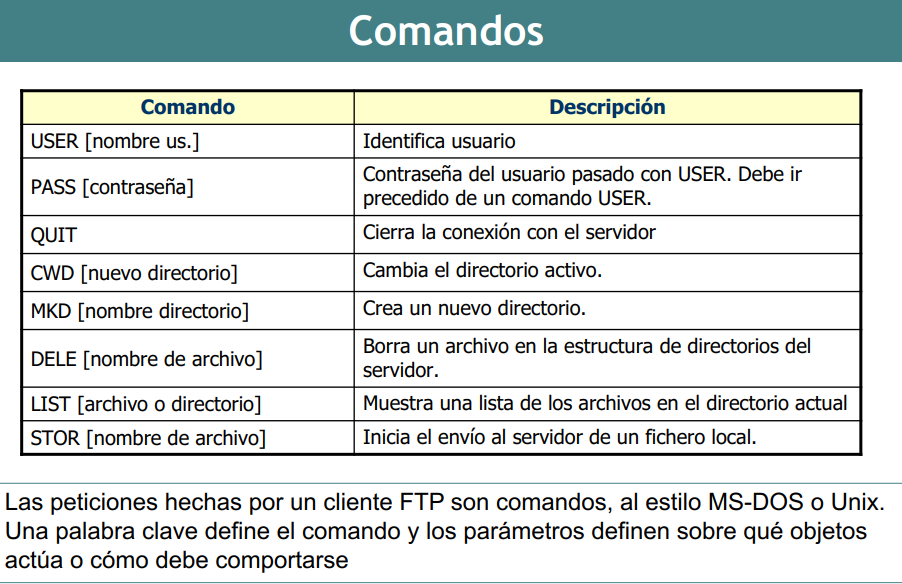 Comandos
Comando Descripción
USER [nombre us.] Identifica usuario
PASS [contraseña] Contraseña del usuario pasado con USER. Debe ir
precedido de un comando USER.
QUIT Cierra la conexión con el servidor
CWD [nuevo directorio] Cambia el directorio activo.
MKD [nombre directorio] Crea un nuevo directorio.
DELE [nombre de archivo] Borra un archivo en la estructura de directorios del
servidor.
LIST [archivo o directorio] Muestra una lista de los archivos en el directorio actual
STOR [nombre de archivo] Inicia el envío al servidor de un fichero local.
Las peticiones hechas por un cliente FTP son comandos, al estilo MS-DOS o Unix.
Una palabra clave define el comando y los parámetros definen sobre qué objetos
actúa o cómo debe comportarse